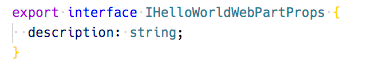 export interface IHelloWorldWebPartProps {
  description: string;
}